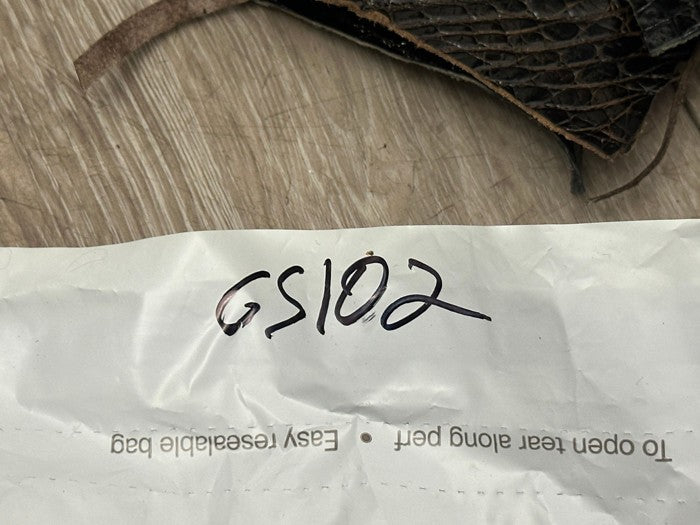 GS102
To open tear along perf • Easy resealable bag